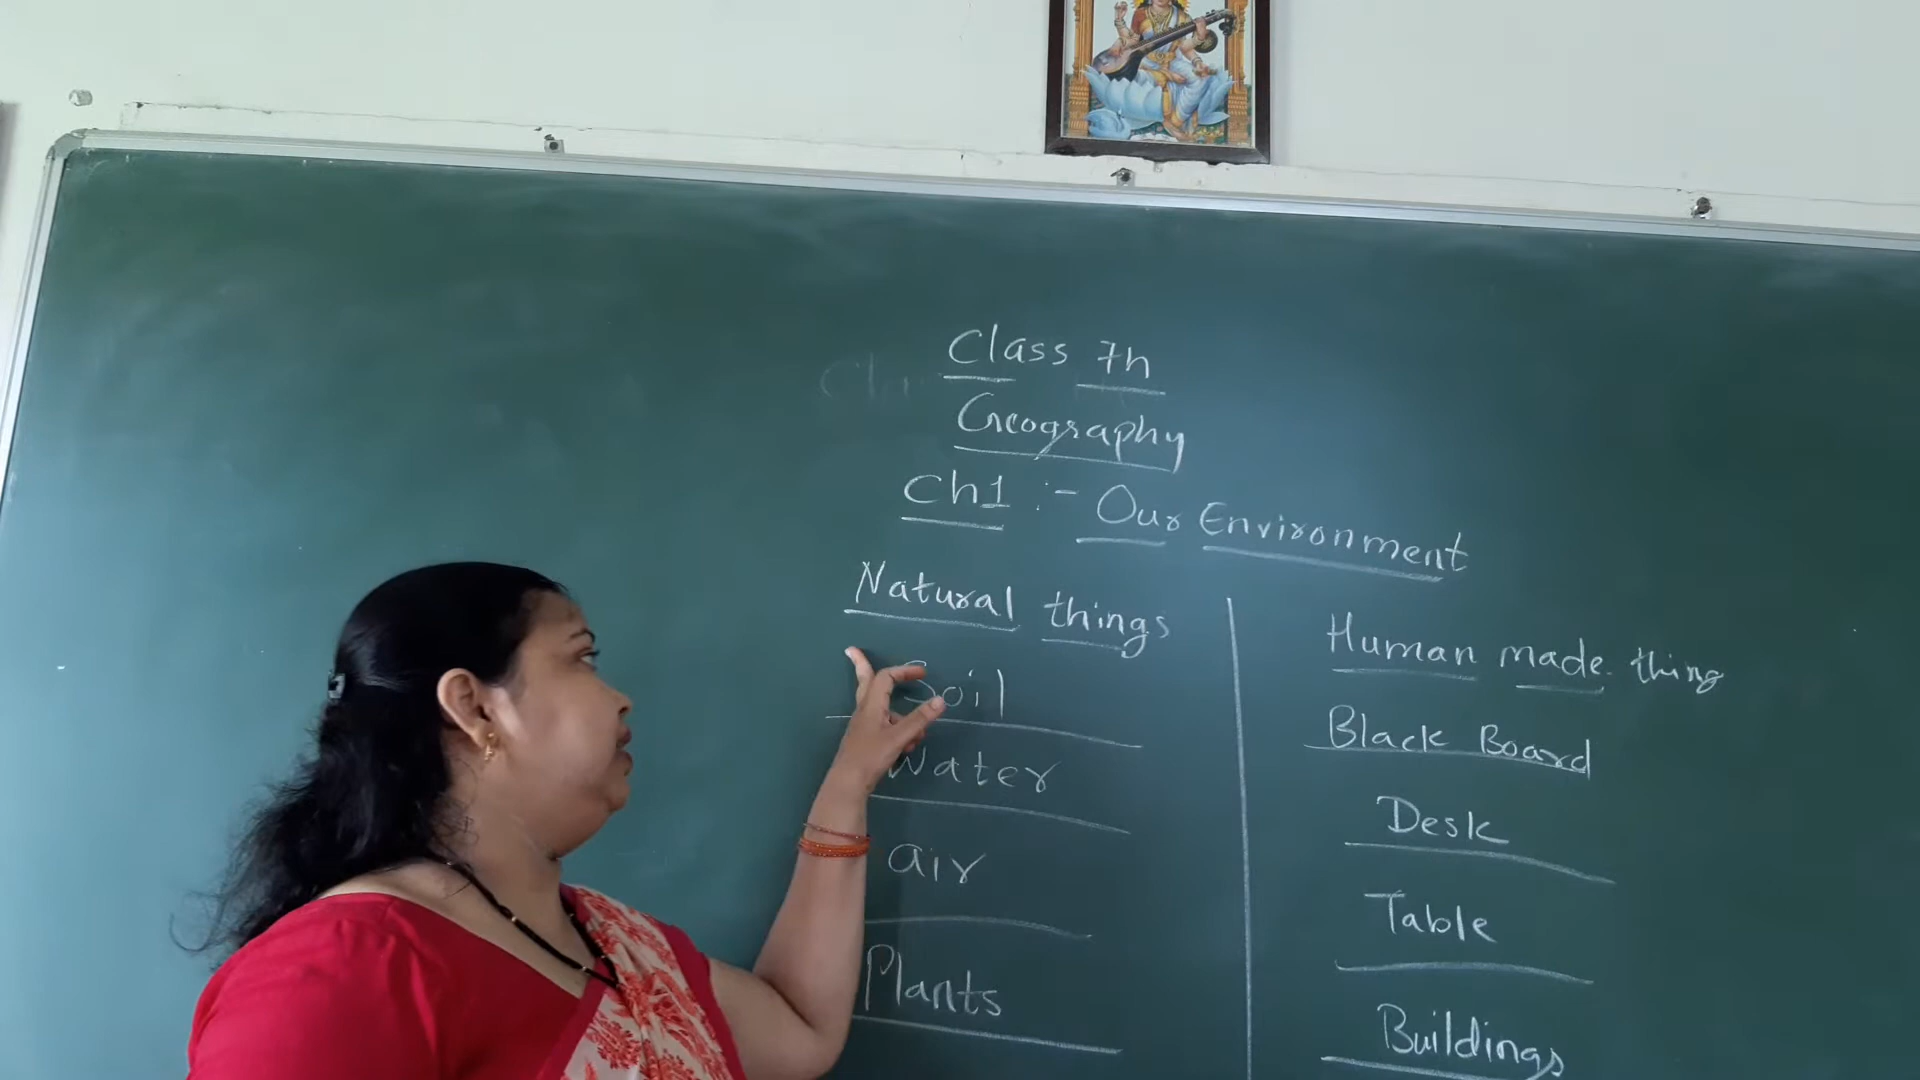 Class 7h
Geography
Ch1 :- Our Environment
Natural things
Soil
Water
air
Plants
Human made thing
Black Board
Desk
Table
Buildings